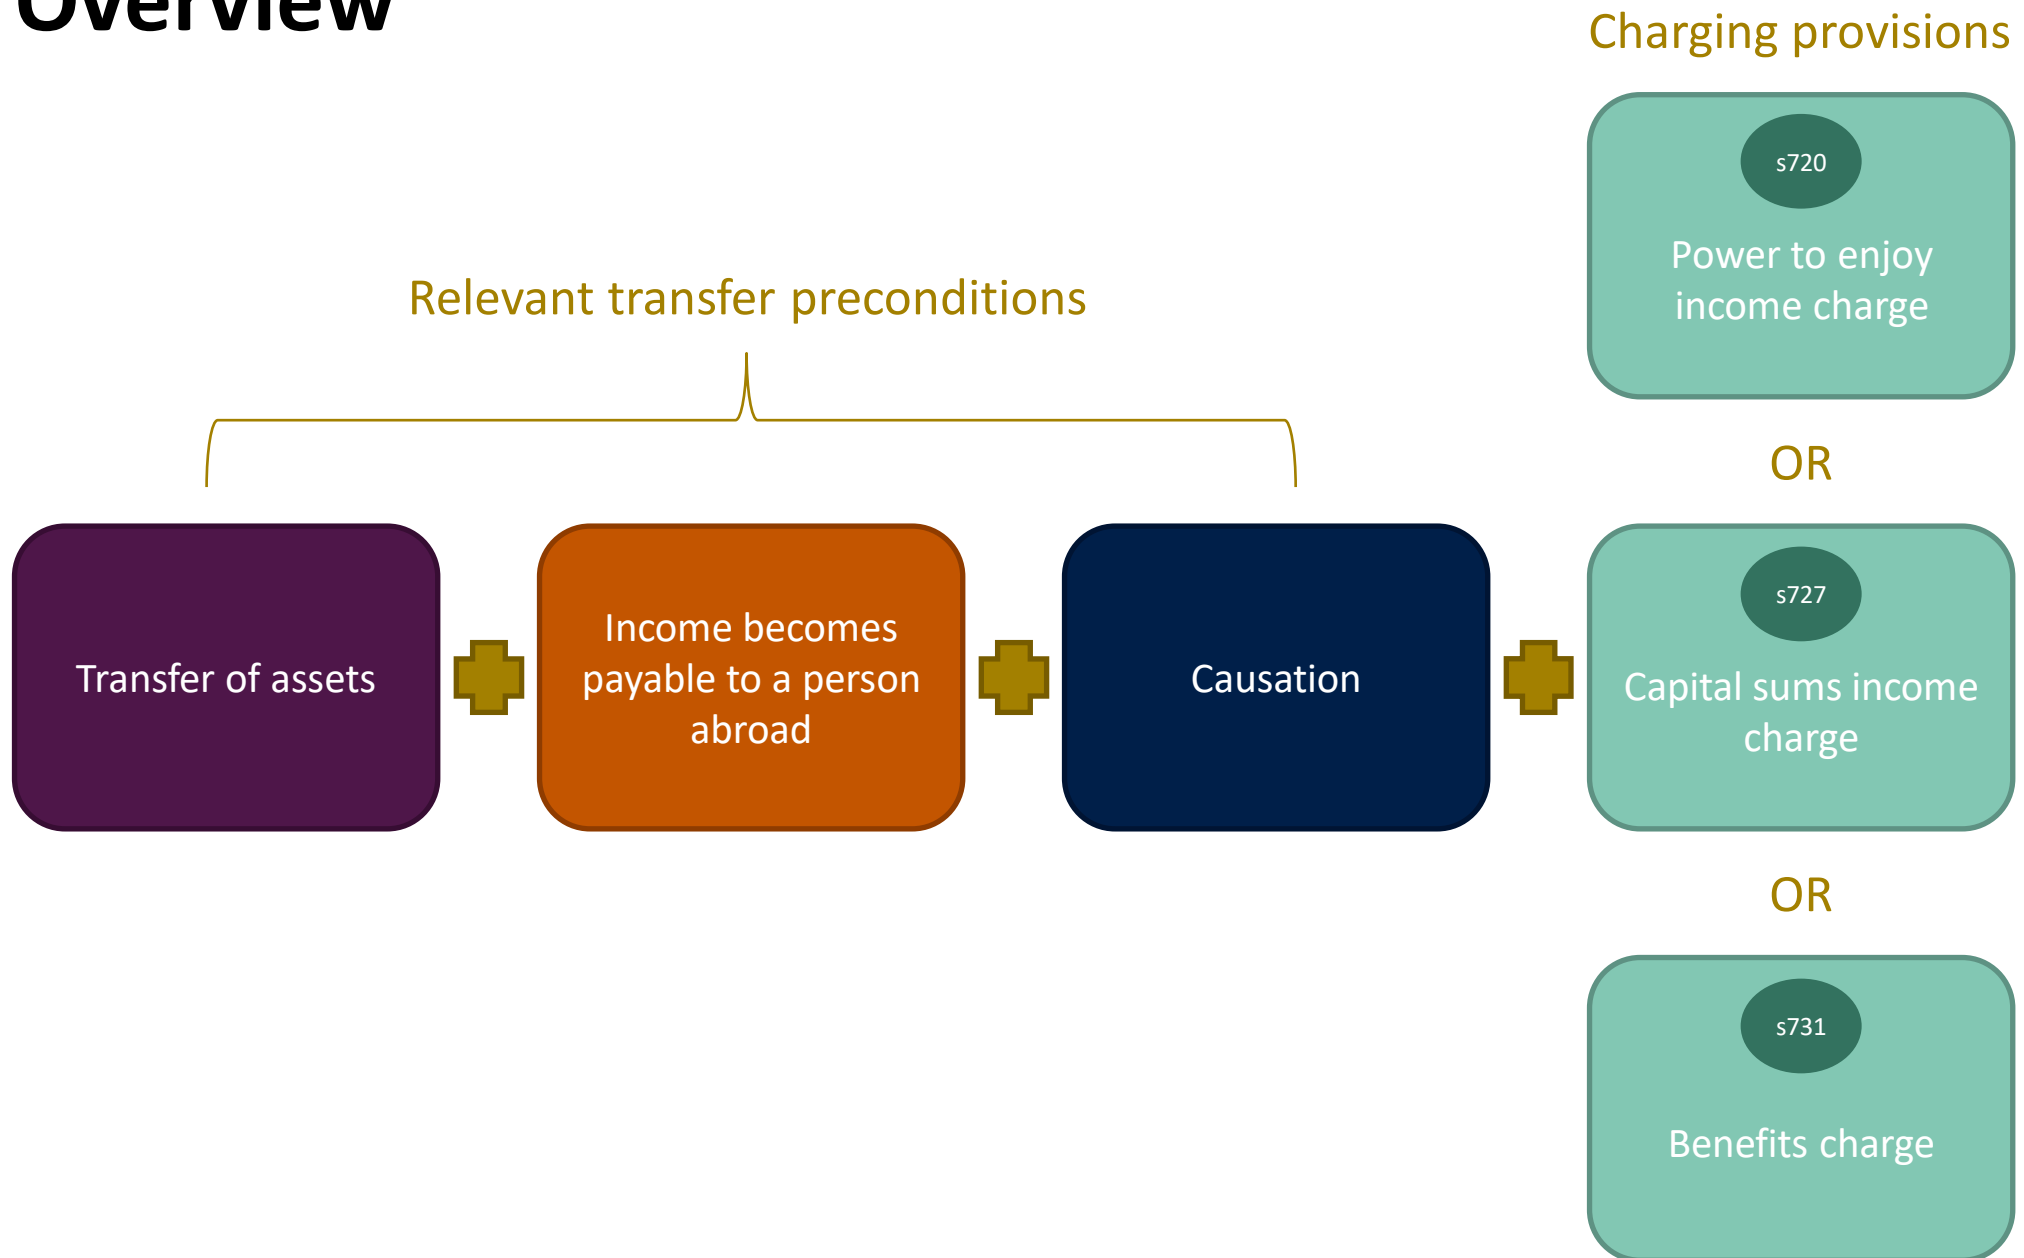 Overview
Charging provisions
s720
Power to enjoy
income charge
Relevant transfer preconditions
OR
Transfer of assets
Income becomes
payable to a person
abroad
Causation
s727
Capital sums income
charge
OR
s731
Benefits charge